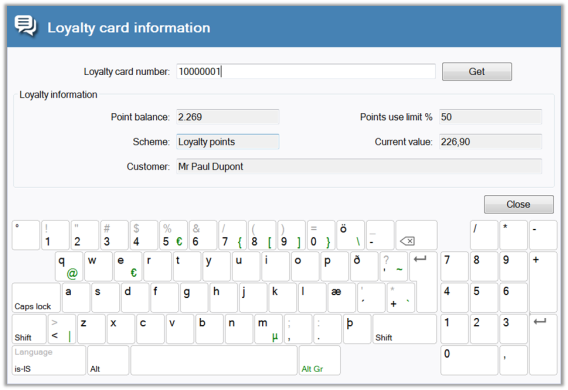 Loyalty card information
Loyalty card number: 10000001 Get
Loyalty information
Point balance: 2.269 Points use limit % 50
Scheme: Loyalty points Current value: 226,90
Customer: Mr Paul Dupont
Close
° ! " # $ % & / ( ) = ö _ / * -
1 2 3 4 5 € 6 7 { 8 [ 9 ] 0 } \ -
q @ w e € r t y u i o p ð ? ' ~ 7 8 9 +
Caps lock a s d f g h j k l æ ' ´ * + ` 4 5 6
Shift > < | z x c v b n m µ ; , : . þ Shift 1 2 3
Language
is-IS Alt Alt Gr 0 ,